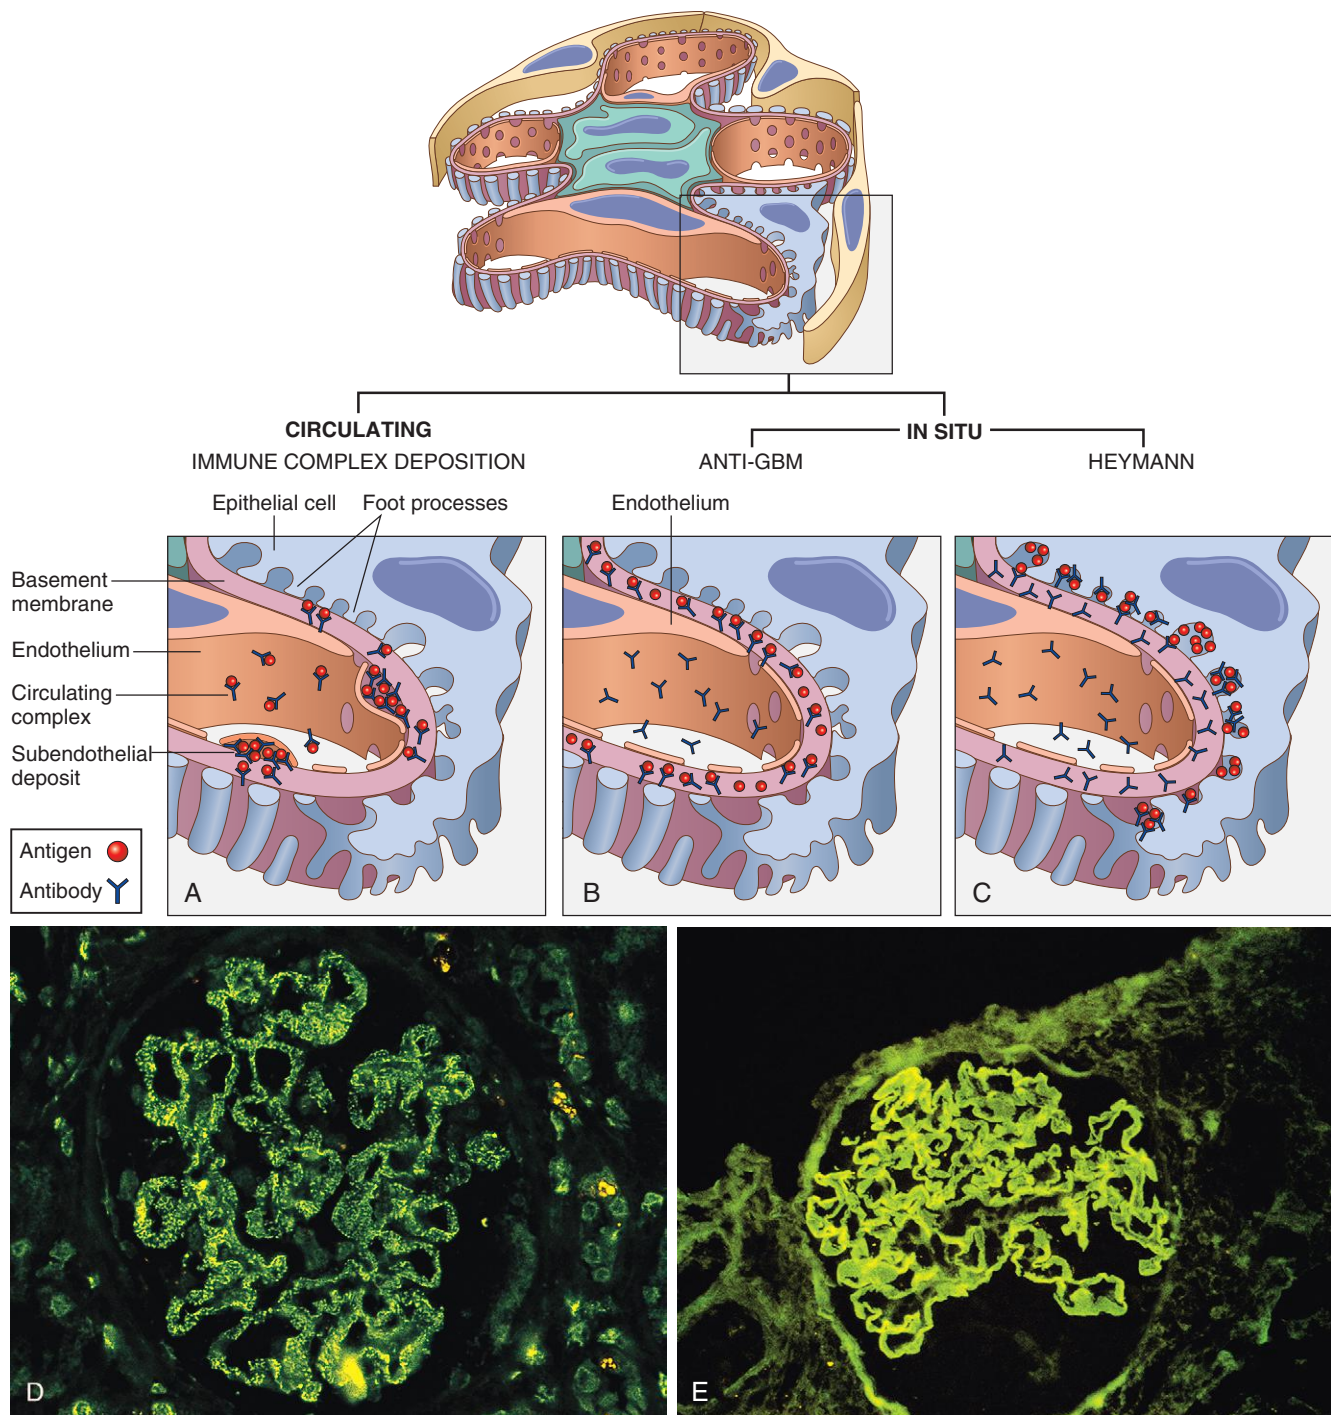 CIRCULATING
IMMUNE COMPLEX DEPOSITION
IN SITU
ANTI-GBM
HEYMANN
Epithelial cell
Foot processes
Endothelium
Basement
membrane
Endothelium
Circulating
complex
Subendothelial
deposit
Antigen
Antibody
A
B
C
D
E